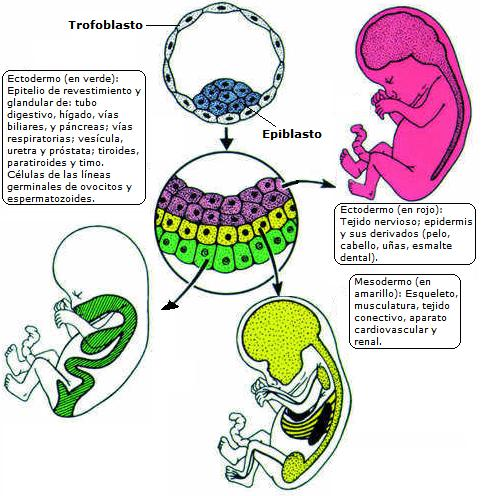 Trofoblasto
Ectodermo (en verde):
Epitelio de revestimiento y
glandular de: tubo
digestivo, hígado, vías
biliares, y páncreas; vías
respiratorias; vesícula,
uretra y próstata; tiroides,
paratiroides y timo.
Células de las líneas
germinales de ovocitos y
espermatozoides.
Epiblasto
Ectodermo (en rojo):
Tejido nervioso; epidermis
y sus derivados (pelo,
cabello, uñas, esmalte
dental).
Mesodermo (en
amarillo): Esqueleto,
musculatura, tejido
conectivo, aparato
cardiovascular y
renal.